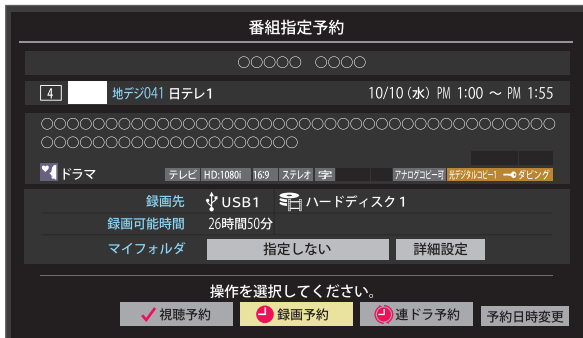 番組指定予約
○○○○○ ○○○○
4 地デジ041 日テレ1 10/10 (水) PM 1:00 ～ PM 1:55
○○○○○○○○○○○○○○○○○○○○○○○○○○○○○○○○○○○○○○○○
○○○○○○○○○○○○○○○○○○○○
ドラマ テレビ HD:1080i 16:9 ステレオ 字 アナログコピー可 光デジタルコピー1 ダビング
録画先 USB1 ハードディスク1
録画可能時間 26時間50分
マイフォルダ 指定しない 詳細設定
操作を選択してください。
視聴予約 録画予約 連ドラ予約 予約日時変更